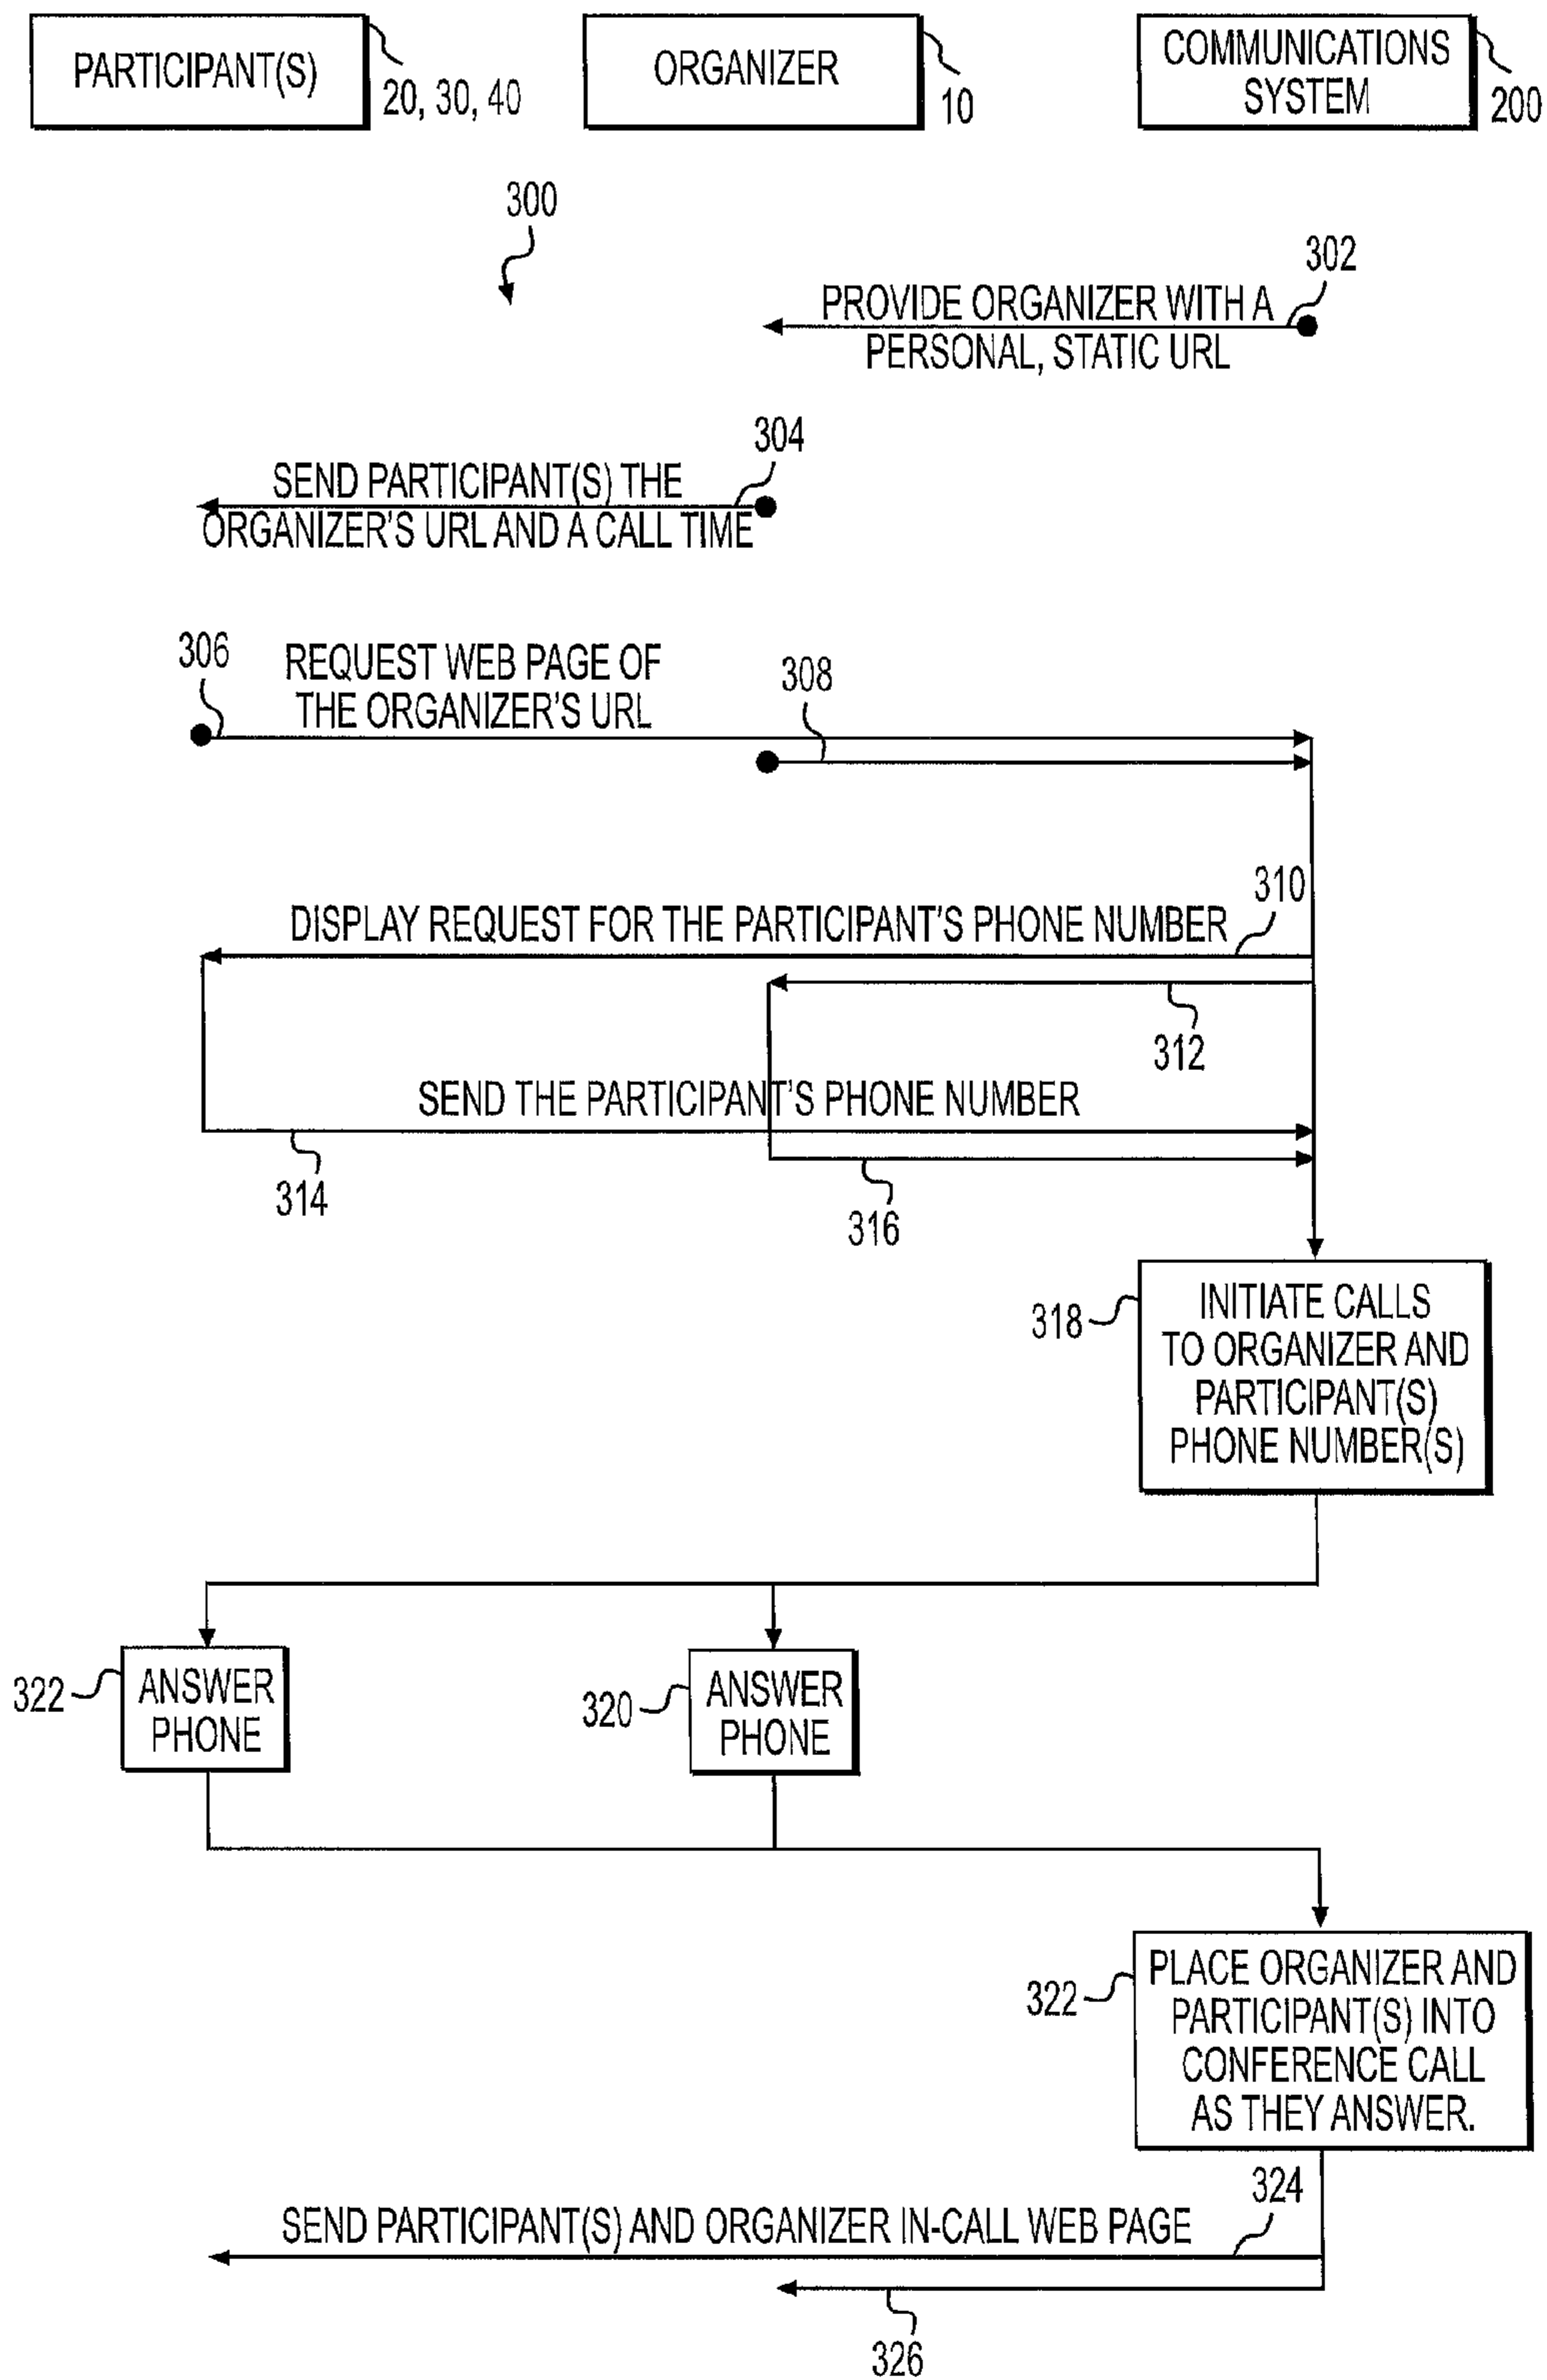 PARTICIPANT(S)
20, 30, 40
ORGANIZER
10
COMMUNICATIONS
SYSTEM
200
300
302
PROVIDE ORGANIZER WITH A
PERSONAL, STATIC URL
304
SEND PARTICIPANT(S) THE
ORGANIZER'S URL AND A CALL TIME
306
REQUEST WEB PAGE OF
THE ORGANIZER'S URL
308
310
DISPLAY REQUEST FOR THE PARTICIPANT'S PHONE NUMBER
312
SEND THE PARTICIPANT'S PHONE NUMBER
314
316
318
INITIATE CALLS
TO ORGANIZER AND
PARTICIPANT(S)
PHONE NUMBER(S)
322
ANSWER
PHONE
320
ANSWER
PHONE
322
PLACE ORGANIZER AND
PARTICIPANT(S) INTO
CONFERENCE CALL
AS THEY ANSWER.
324
SEND PARTICIPANT(S) AND ORGANIZER IN-CALL WEB PAGE
326